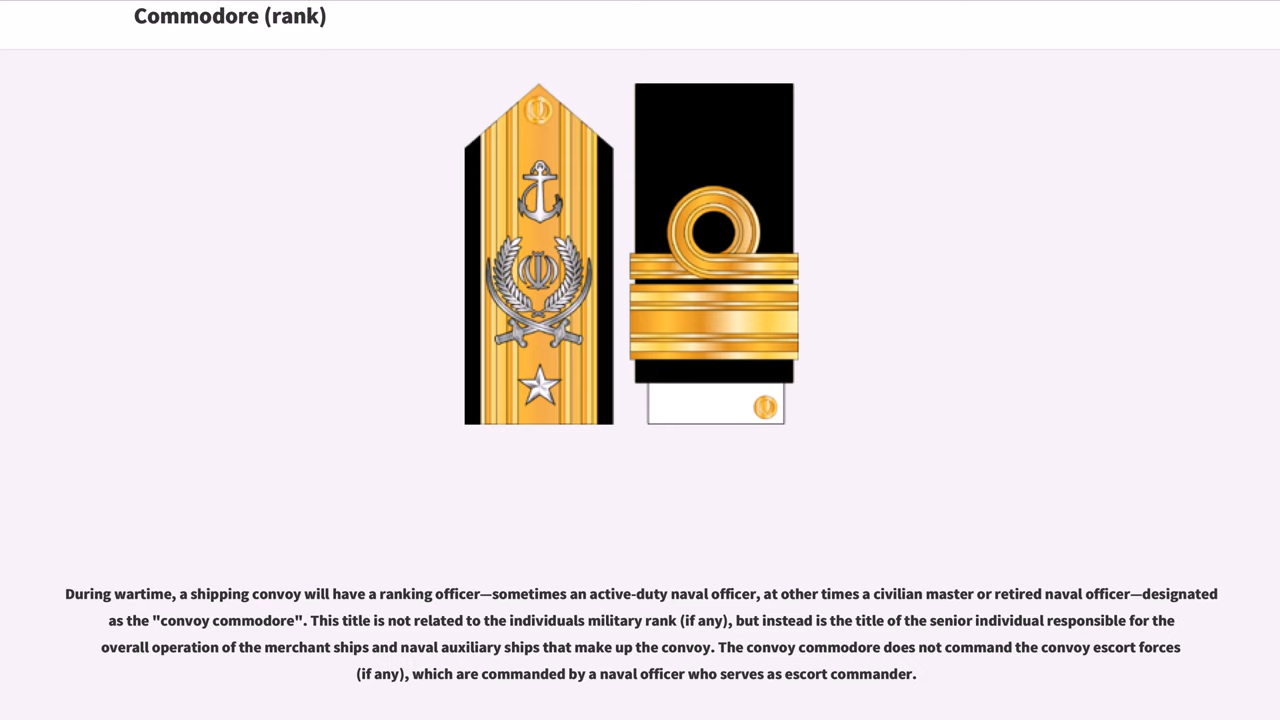 Commodore (rank)
During wartime, a shipping convoy will have a ranking officer—sometimes an active-duty naval officer, at other times a civilian master or retired naval officer—designated
as the "convoy commodore". This title is not related to the individuals military rank (if any), but instead is the title of the senior individual responsible for the
overall operation of the merchant ships and naval auxiliary ships that make up the convoy. The convoy commodore does not command the convoy escort forces
(if any), which are commanded by a naval officer who serves as escort commander.